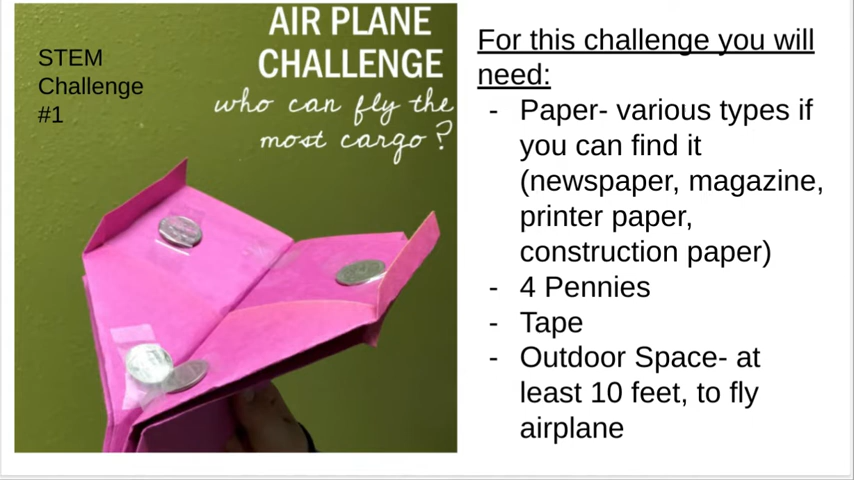 STEM
Challenge
#1
AIR PLANE
CHALLENGE
who can fly the
most cargo?
For this challenge you will
need:
- Paper- various types if
you can find it
(newspaper, magazine,
printer paper,
construction paper)
- 4 Pennies
- Tape
- Outdoor Space- at
least 10 feet, to fly
airplane